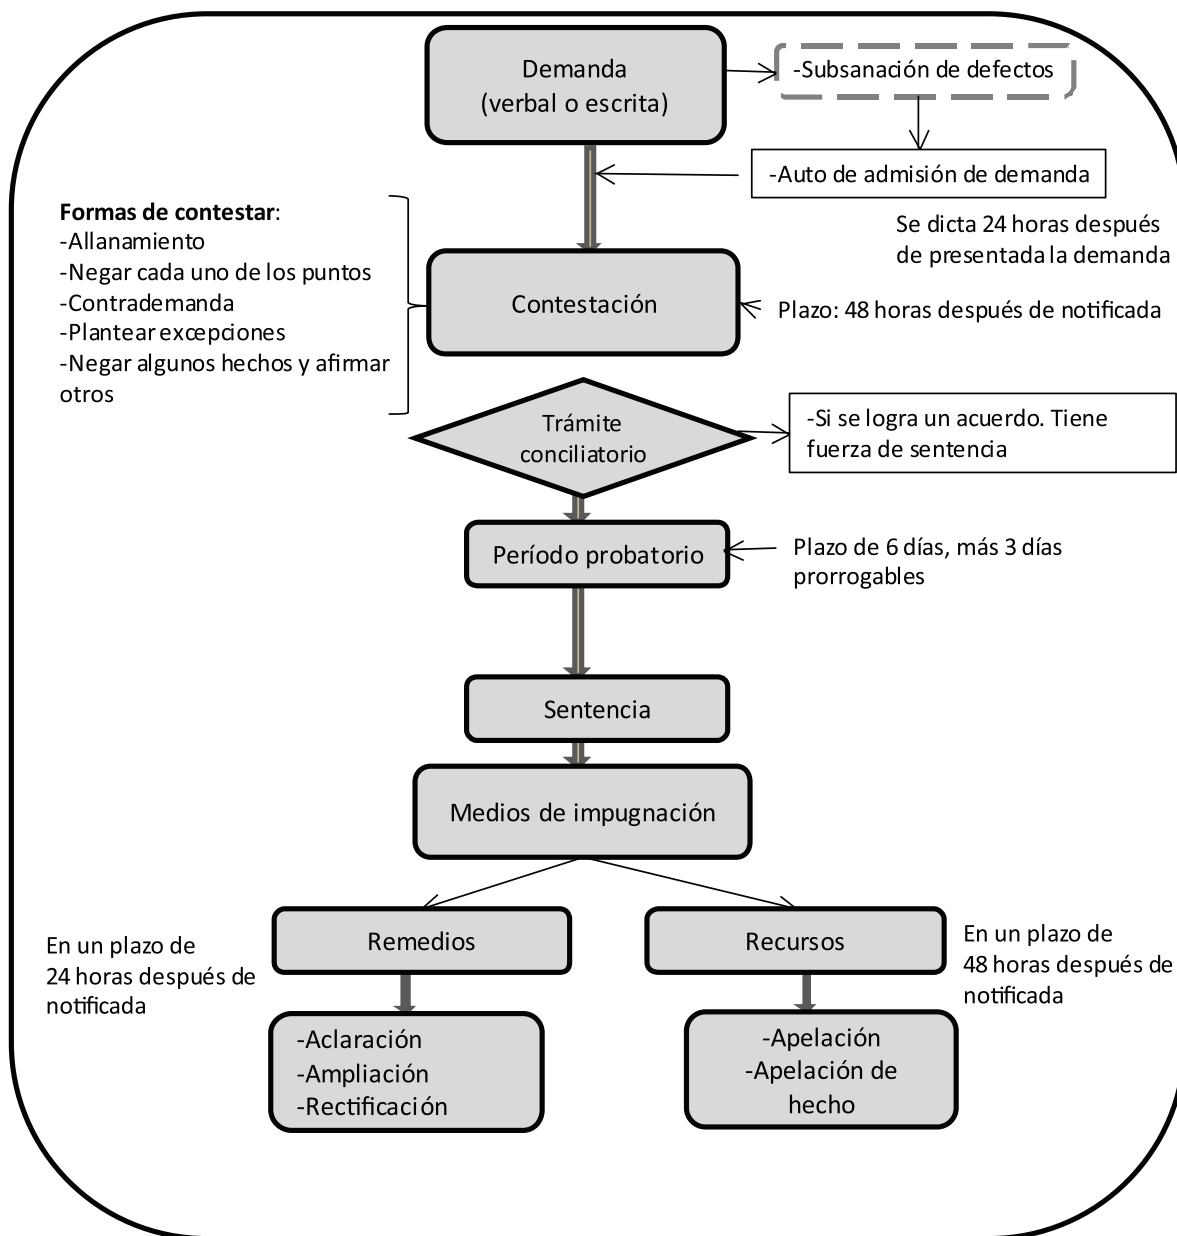 Demanda
(verbal o escrita)
-Subsanación de defectos
-Auto de admisión de demanda
Se dicta 24 horas después
de presentada la demanda
Formas de contestar:
-Allanamiento
-Negar cada uno de los puntos
-Contrademanda
-Plantear excepciones
-Negar algunos hechos y afirmar
otros
Contestación
Plazo: 48 horas después de notificada
Trámite
conciliatorio
-Si se logra un acuerdo. Tiene
fuerza de sentencia
Período probatorio
Plazo de 6 días, más 3 días
prorrogables
Sentencia
Medios de impugnación
En un plazo de
24 horas después de
notificada
Remedios
Recursos
En un plazo de
48 horas después de
notificada
-Aclaración
-Ampliación
-Rectificación
-Apelación
-Apelación de
hecho